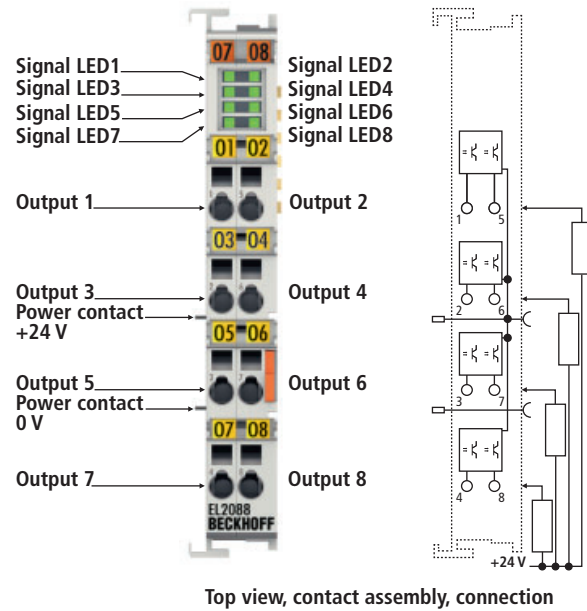 07 08
Signal LED1
Signal LED2
Signal LED3
Signal LED4
Signal LED5
Signal LED6
Signal LED7
Signal LED8
01 02
Output 1
Output 2
1 5
03 04
Output 3
Output 4
Power contact
+24 V
2 6
05 06
Output 5
Output 6
Power contact
0 V
3 7
07 08
Output 7
Output 8
4 8
EL2088
BECKHOFF
+24 V
Top view, contact assembly, connection